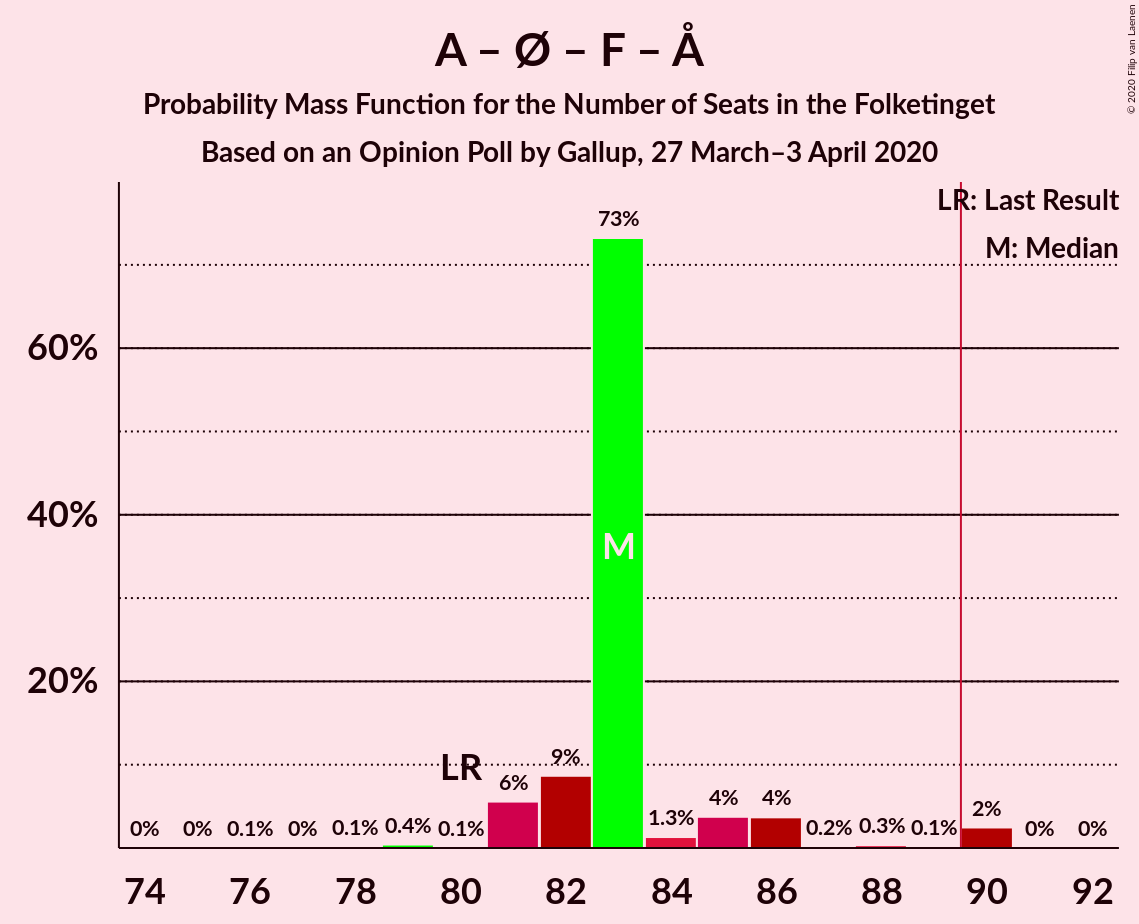 A – Ø – F – Å
Probability Mass Function for the Number of Seats in the Folketinget
Based on an Opinion Poll by Gallup, 27 March–3 April 2020
© 2020 Filip van Laenen
LR: Last Result
M: Median
73%
60%
M
40%
20%
LR
0% 0% 0.1% 0% 0.1% 0.4% 0.1% 6% 9% 1.3% 4% 4% 0.2% 0.3% 0.1% 2% 0% 0%
74 76 78 80 82 84 86 88 90 92